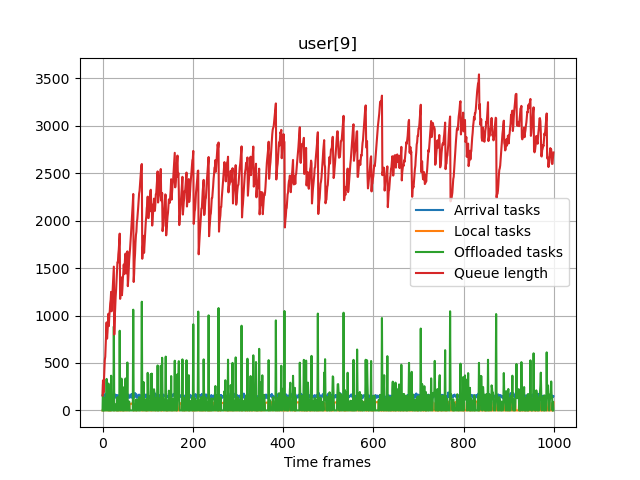 user[9]
3500
3000
2500
2000
1500
1000
500
0
Arrival tasks
Local tasks
Offloaded tasks
Queue length
0 200 400 600 800 1000
Time frames